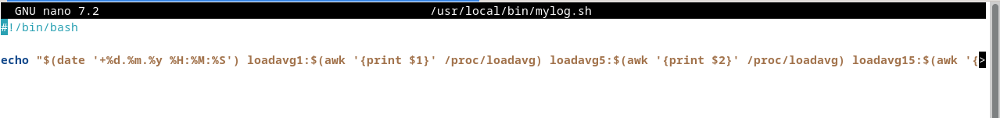 GNU nano 7.2 /usr/local/bin/mylog.sh
#!/bin/bash
echo "$(date '+%d.%m.%y %H:%M:%S') loadavg1:$(awk '{print $1}' /proc/loadavg) loadavg5:$(awk '{print $2}' /proc/loadavg) loadavg15:$(awk '{>